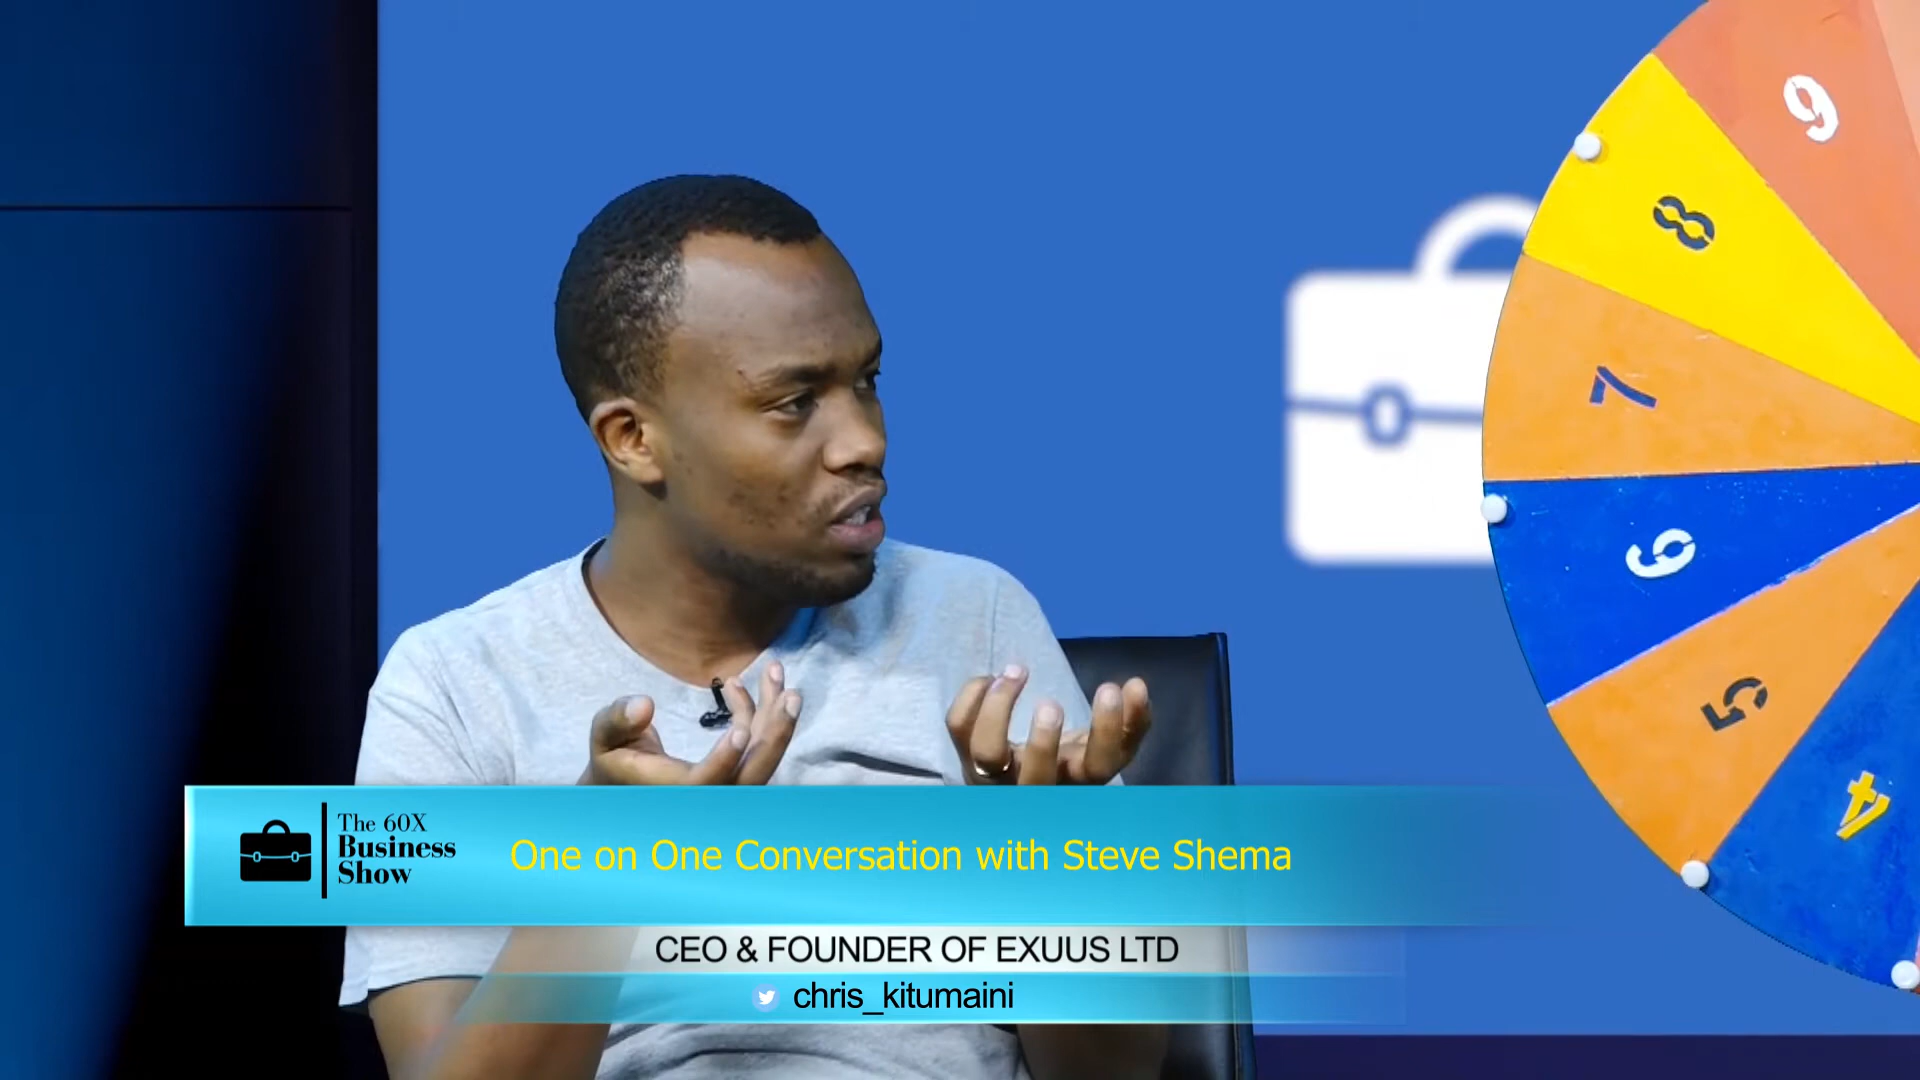 9
8
7
6
5
4
The 60X
Business
Show
One on One Conversation with Steve Shema
CEO & FOUNDER OF EXUUS LTD
chris_kitumaini